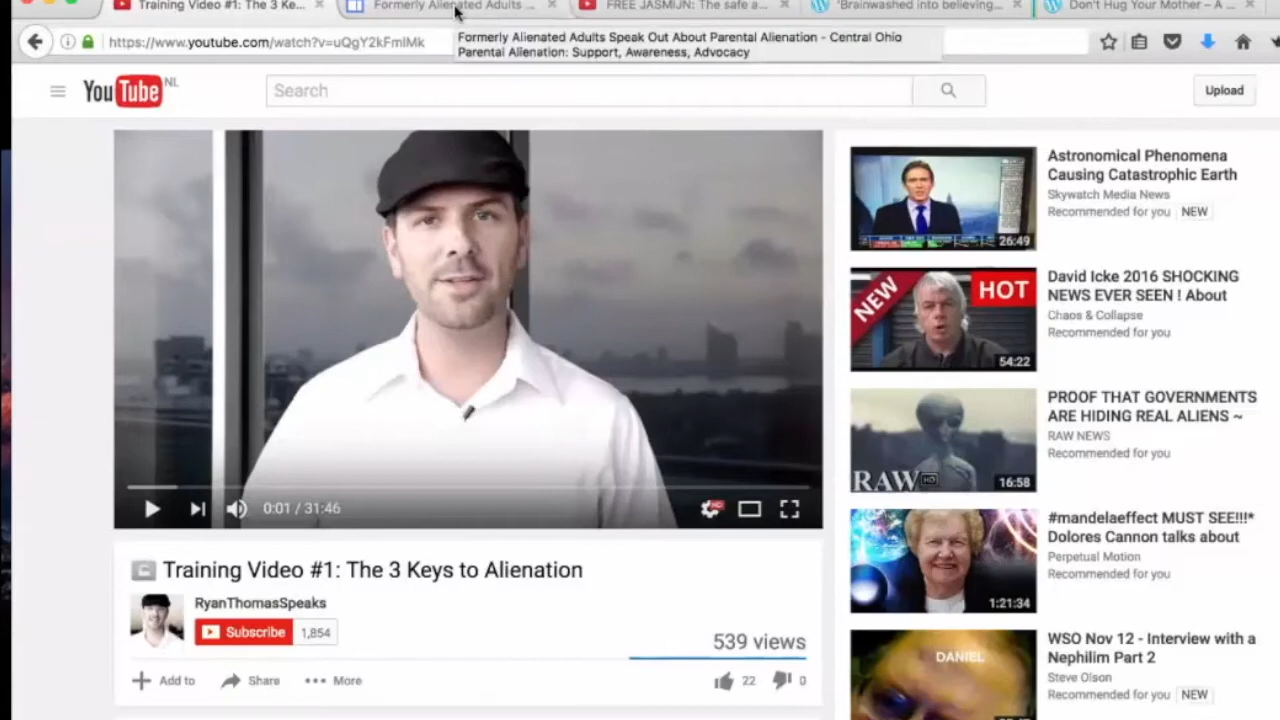 Training Video #1: The 3 Ke...
Formerly Alienated Adults ...
FREE JASMIJN: The safe a...
'Brainwashed into believing...
Don't Hug Your Mother – A ...
https://www.youtube.com/watch?v=uQgY2kFmlMk
Formerly Alienated Adults Speak Out About Parental Alienation - Central Ohio
Parental Alienation: Support, Awareness, Advocacy
YouTube NL
Search
Upload
0:01 / 31:46
HD
Training Video #1: The 3 Keys to Alienation
RyanThomasSpeaks
Subscribe 1,854
539 views
Add to
Share
More
22
0
26:49
Astronomical Phenomena
Causing Catastrophic Earth
Skywatch Media News
Recommended for you NEW
NEW
HOT
54:22
David Icke 2016 SHOCKING
NEWS EVER SEEN ! About
Chaos & Collapse
Recommended for you
RAW HD
16:58
PROOF THAT GOVERNMENTS
ARE HIDING REAL ALIENS ~
RAW NEWS
Recommended for you
1:21:34
#mandelaeffect MUST SEE!!!*
Dolores Cannon talks about
Perpetual Motion
Recommended for you
DANIEL
WSO Nov 12 - Interview with a
Nephilim Part 2
Steve Olson
Recommended for you NEW